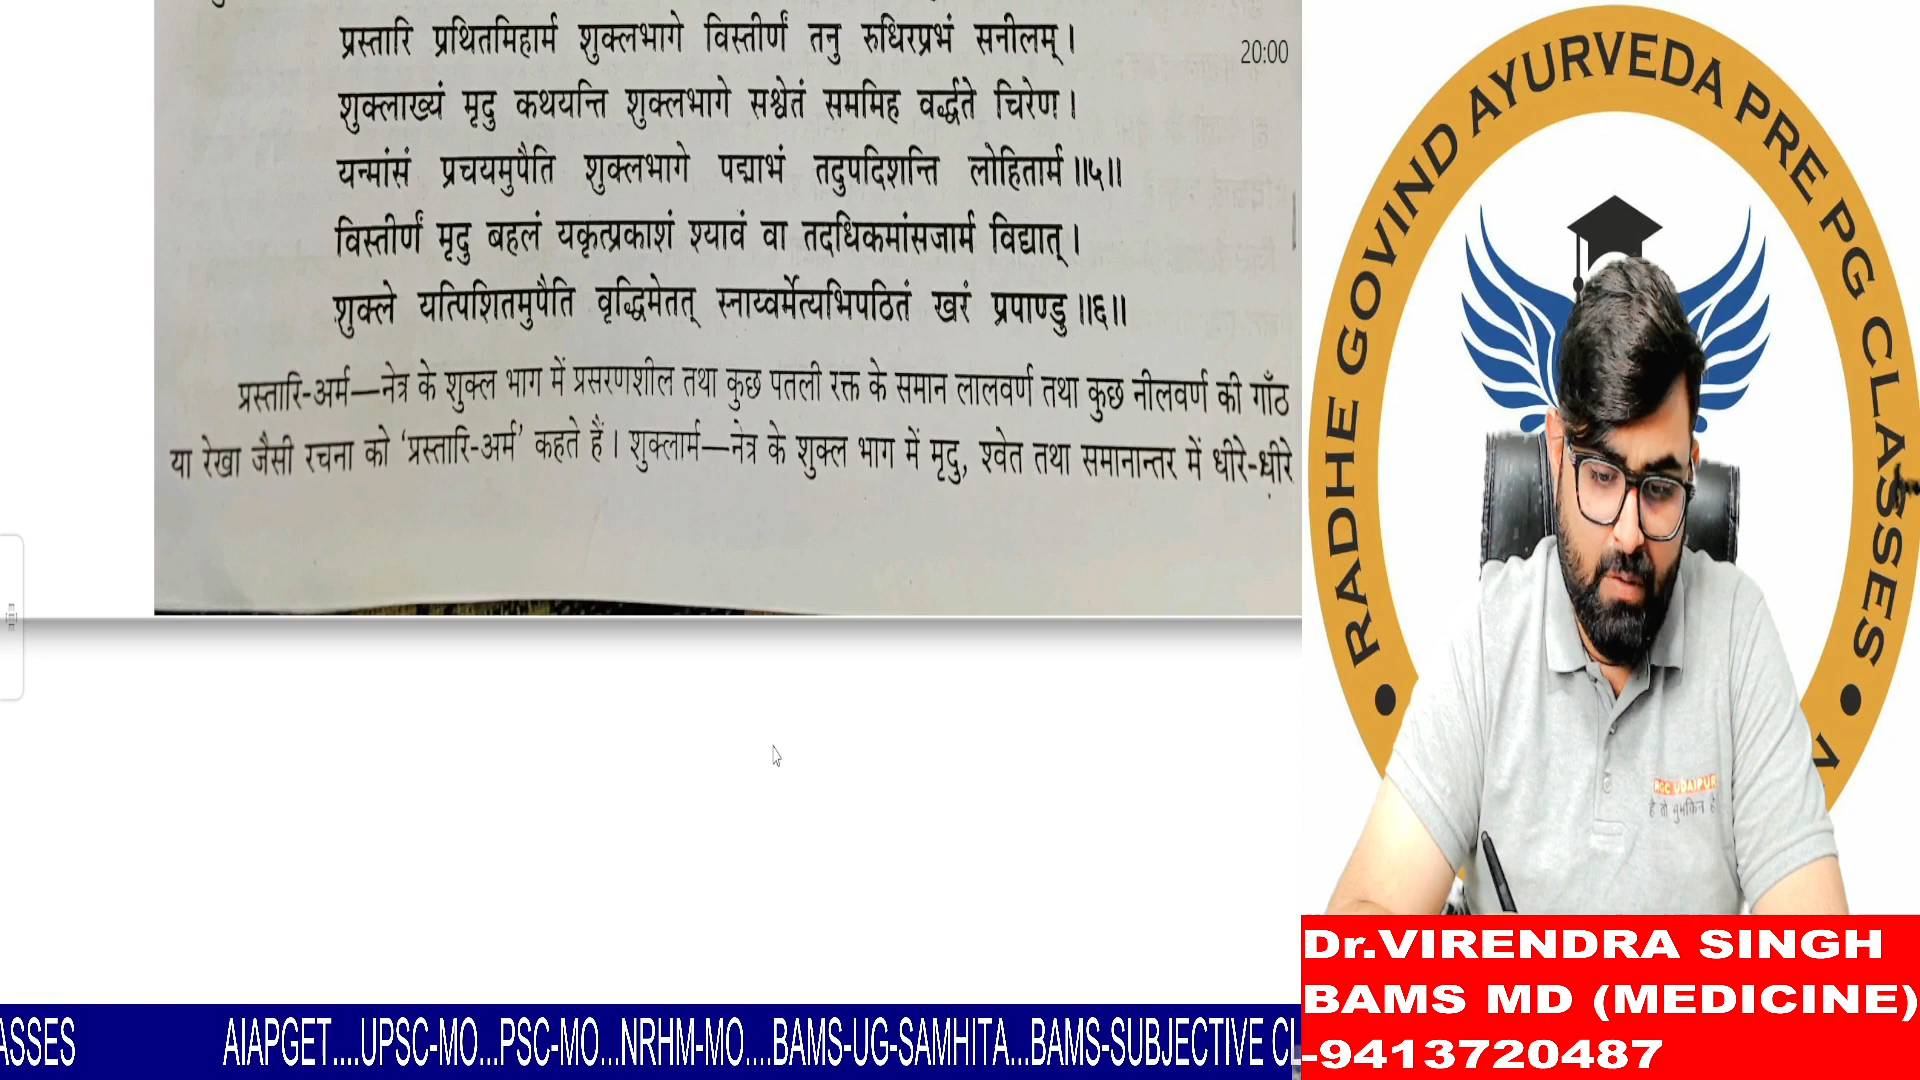 प्रस्तारि प्रथितमिहार्म शुक्लभागे विस्तीर्णं तनु रुधिरप्रभं सनीलम् ।
20:00
शुक्लाख्यं मृदु कथयन्ति शुक्लभागे सश्वेतं सममिह वर्द्धते चिरेण ।
यन्मांसं प्रचयमुपैति शुक्लभागे पद्माभं तदुपदिशन्ति लोहितार्म ॥५॥
विस्तीर्णं मृदु बहलं यकृत्प्रकाशं श्यावं वा तदधिकमांसजार्म विद्यात् ।
शुक्ले यत्पिशितमुपैति वृद्धिमेतत् स्नाय्वर्मेत्यभिपठितं खरं प्रपाण्डु ॥६॥
प्रस्तारि-अर्म—नेत्र के शुक्ल भाग में प्रसरणशील तथा कुछ पतली रक्त के समान लालवर्ण तथा कुछ नीलवर्ण की गाँठ
या रेखा जैसी रचना को 'प्रस्तारि-अर्म' कहते हैं । शुक्लार्म—नेत्र के शुक्ल भाग में मृदु, श्वेत तथा समानान्तर में धीरे-धीरे
RADHE GOVIND AYURVEDA PRE PG CLASSES
RGC UDAIPUR
है तो मुमकिन है
Dr.VIRENDRA SINGH
BAMS MD (MEDICINE)
-9413720487
ASSES AIAPGET....UPSC-MO...PSC-MO...NRHM-MO....BAMS-UG-SAMHITA...BAMS-SUBJECTIVE CL